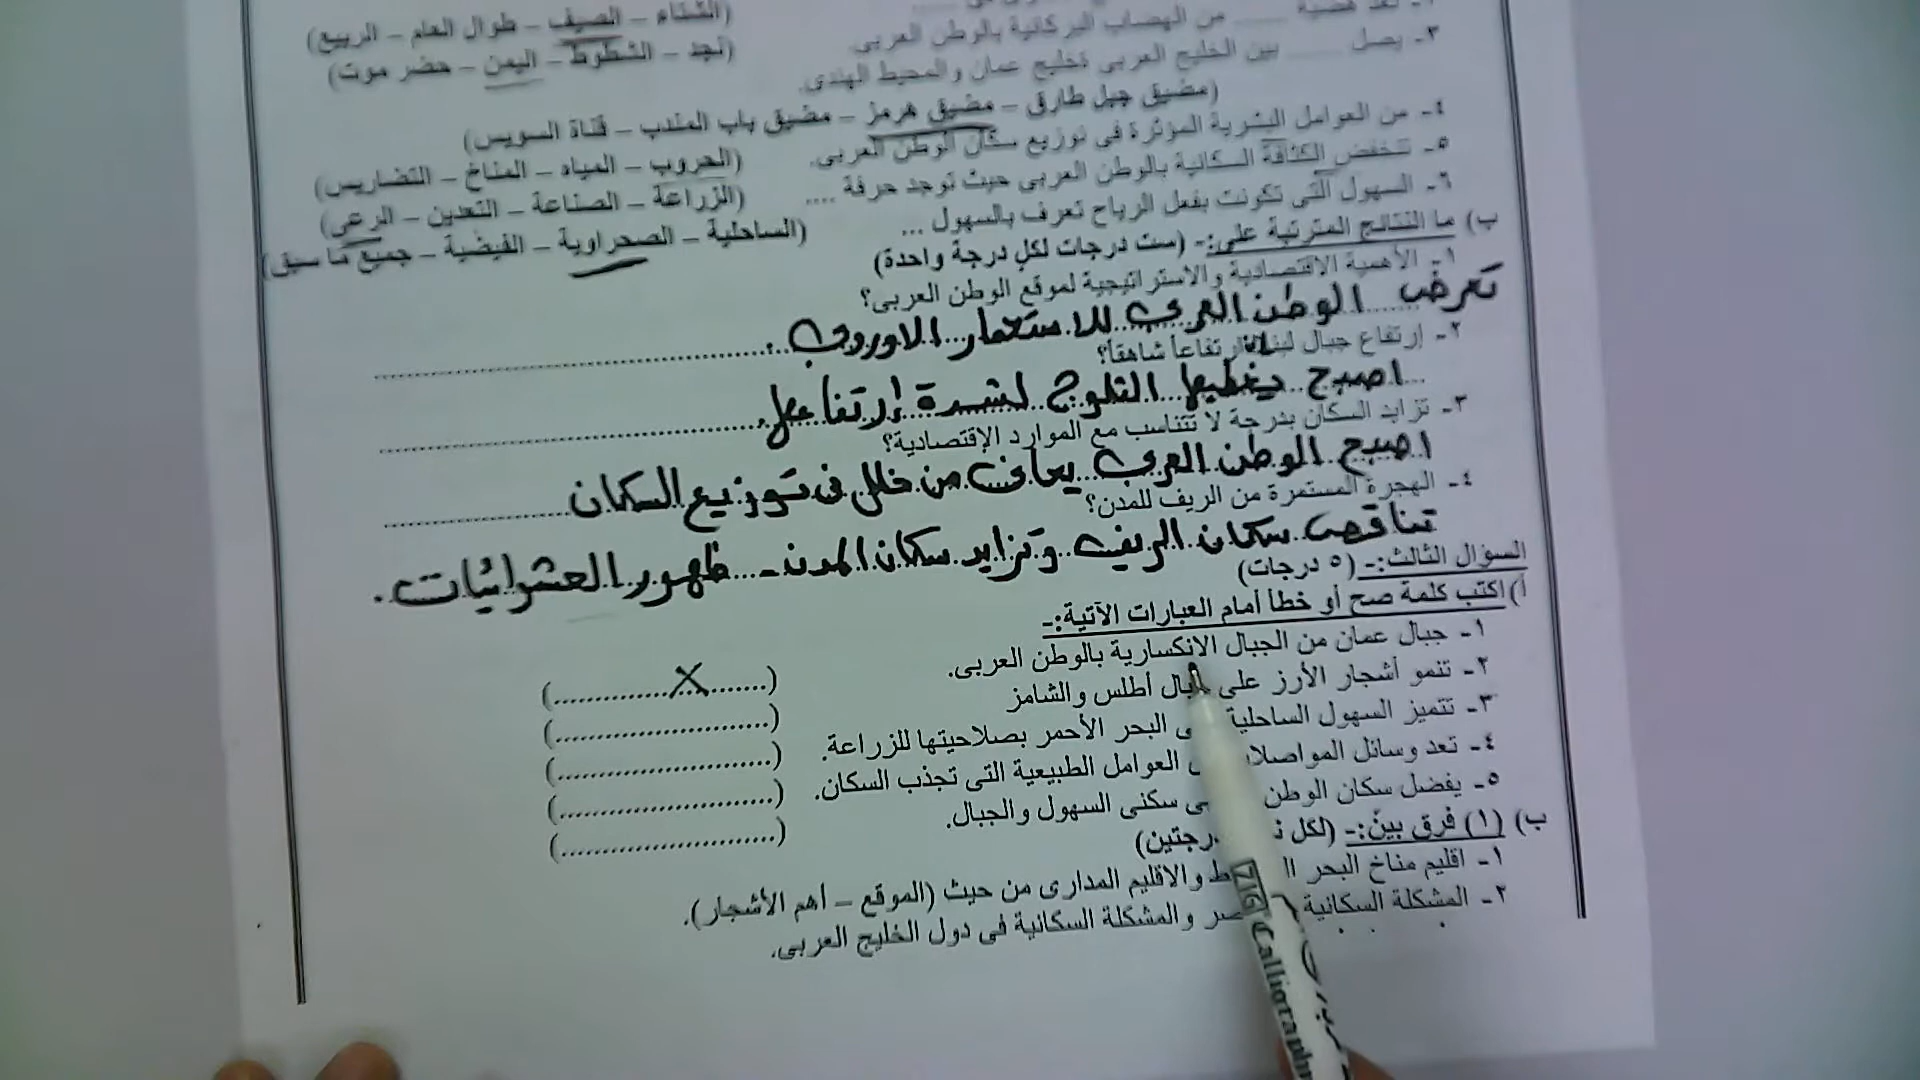 (الشتاء – الصيف – طوال العام – الربيع)
من الهضاب البركانية بالوطن العربى.
(نجد – الشطوط – اليمن – حضر موت)
٣- يصل ........ بين الخليج العربى وخليج عمان والمحيط الهندى.
(مضيق جبل طارق – مضيق هرمز – مضيق باب المندب – قناة السويس)
٤- من العوامل البشرية المؤثرة فى توزيع سكان الوطن العربى.
(الحروب – المياه – المناخ – التضاريس)
٥- تنخفض الكثافة السكانية بالوطن العربى حيث توجد حرفة ....
(الزراعة – الصناعة – التعدين – الرعى)
٦- السهول التى تكونت بفعل الرياح تعرف بالسهول ...
(الساحلية – الصحراوية – الفيضية – جميع ما سبق)
ب) ما النتائج المترتبة على:- (ست درجات لكل درجة واحدة)
١- الأهمية الاقتصادية والاستراتيجية لموقع الوطن العربى؟
تعرض الوطن العربى للاستعمار الاوروبى.
٢- إرتفاع جبال لبنان إرتفاعاً شاهقاً؟
اصبح يغطيها الثلوج لشدة إرتفاعها.
٣- تزايد السكان بدرجة لا تتناسب مع الموارد الإقتصادية؟
اصبح الوطن العربى يعانى من خلل فى توزيع السكان
٤- الهجرة المستمرة من الريف للمدن؟
تناقص سكان الريف وتزايد سكان المدن - ظهور العشوائيات.
السؤال الثالث:- (٥ درجات)
أ) اكتب كلمة صح أو خطأ أمام العبارات الآتية:-
١- جبال عمان من الجبال الانكسارية بالوطن العربى. (........X........)
٢- تنمو أشجار الأرز على جبال أطلس والشامز (........................)
٣- تتميز السهول الساحلية البحر الأحمر بصلاحيتها للزراعة. (........................)
٤- تعد وسائل المواصلات العوامل الطبيعية التى تجذب السكان. (........................)
٥- يفضل سكان الوطن سكنى السهول والجبال. (........................)
ب) (١) فرق بين:- (لكل درجتين)
١- اقليم مناخ البحر والاقليم المدارى من حيث (الموقع – أهم الأشجار).
٢- المشكلة السكانية والمشكلة السكانية فى دول الخليج العربى.
ZIG Calligraphy